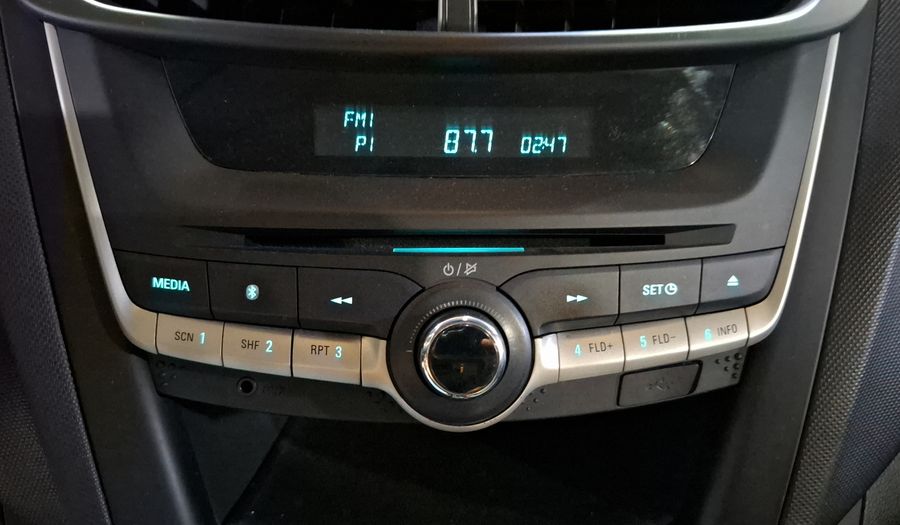 FM1
P1 87.7 02:47
MEDIA SET
SCN 1 SHF 2 RPT 3 4 FLD+ 5 FLD- 6 INFO